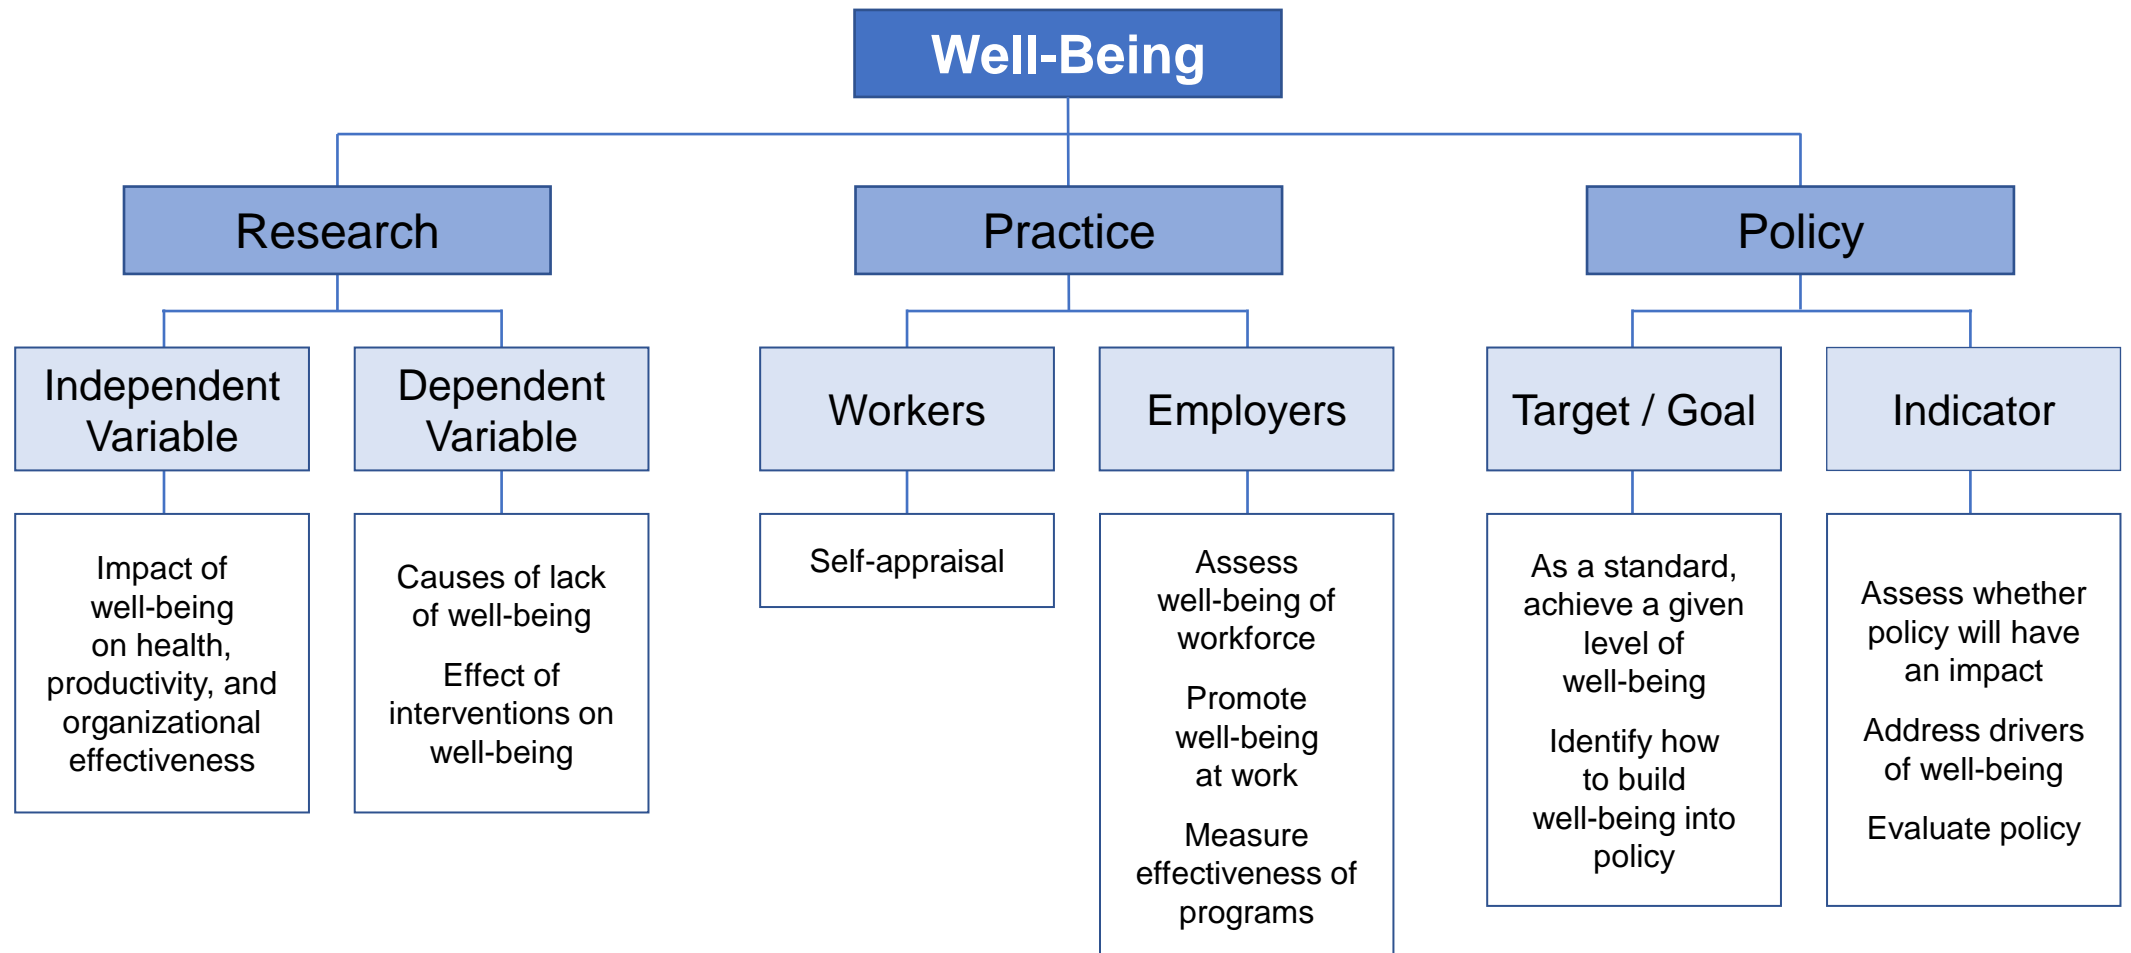 Well-Being
Research
Practice
Policy
Independent
Variable
Dependent
Variable
Workers
Employers
Target / Goal
Indicator
Impact of
well-being
on health,
productivity, and
organizational
effectiveness
Causes of lack
of well-being
Effect of
interventions on
well-being
Self-appraisal
Assess
well-being of
workforce
Promote
well-being
at work
Measure
effectiveness of
programs
As a standard,
achieve a given
level of
well-being
Identify how
to build
well-being into
policy
Assess whether
policy will have
an impact
Address drivers
of well-being
Evaluate policy